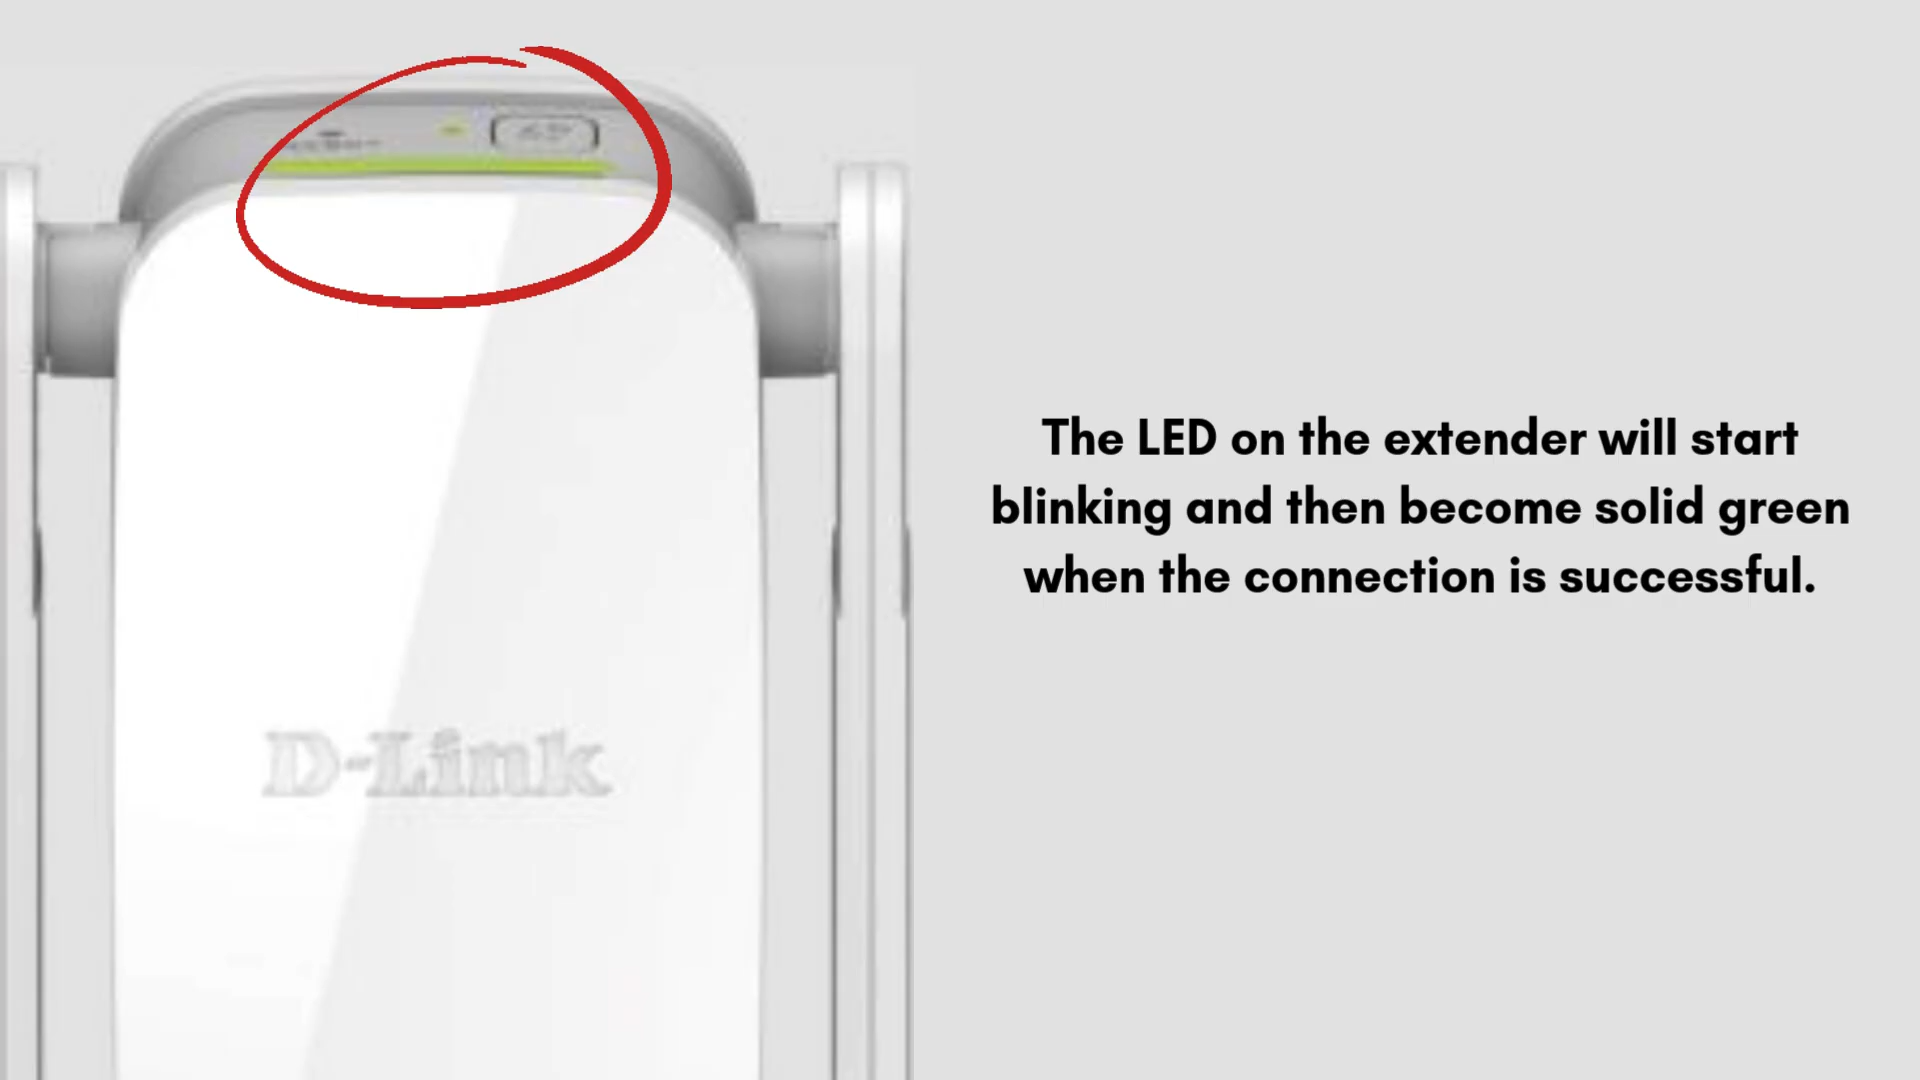 D-Link
The LED on the extender will start
blinking and then become solid green
when the connection is successful.